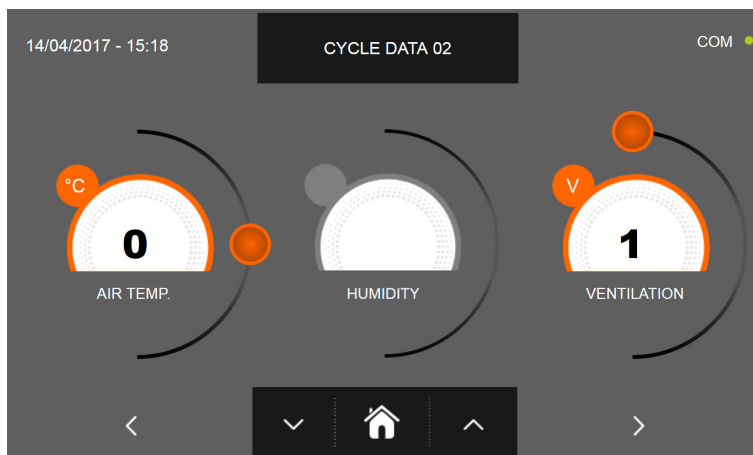 14/04/2017 - 15:18
CYCLE DATA 02
COM
°C
0
AIR TEMP.
HUMIDITY
V
1
VENTILATION